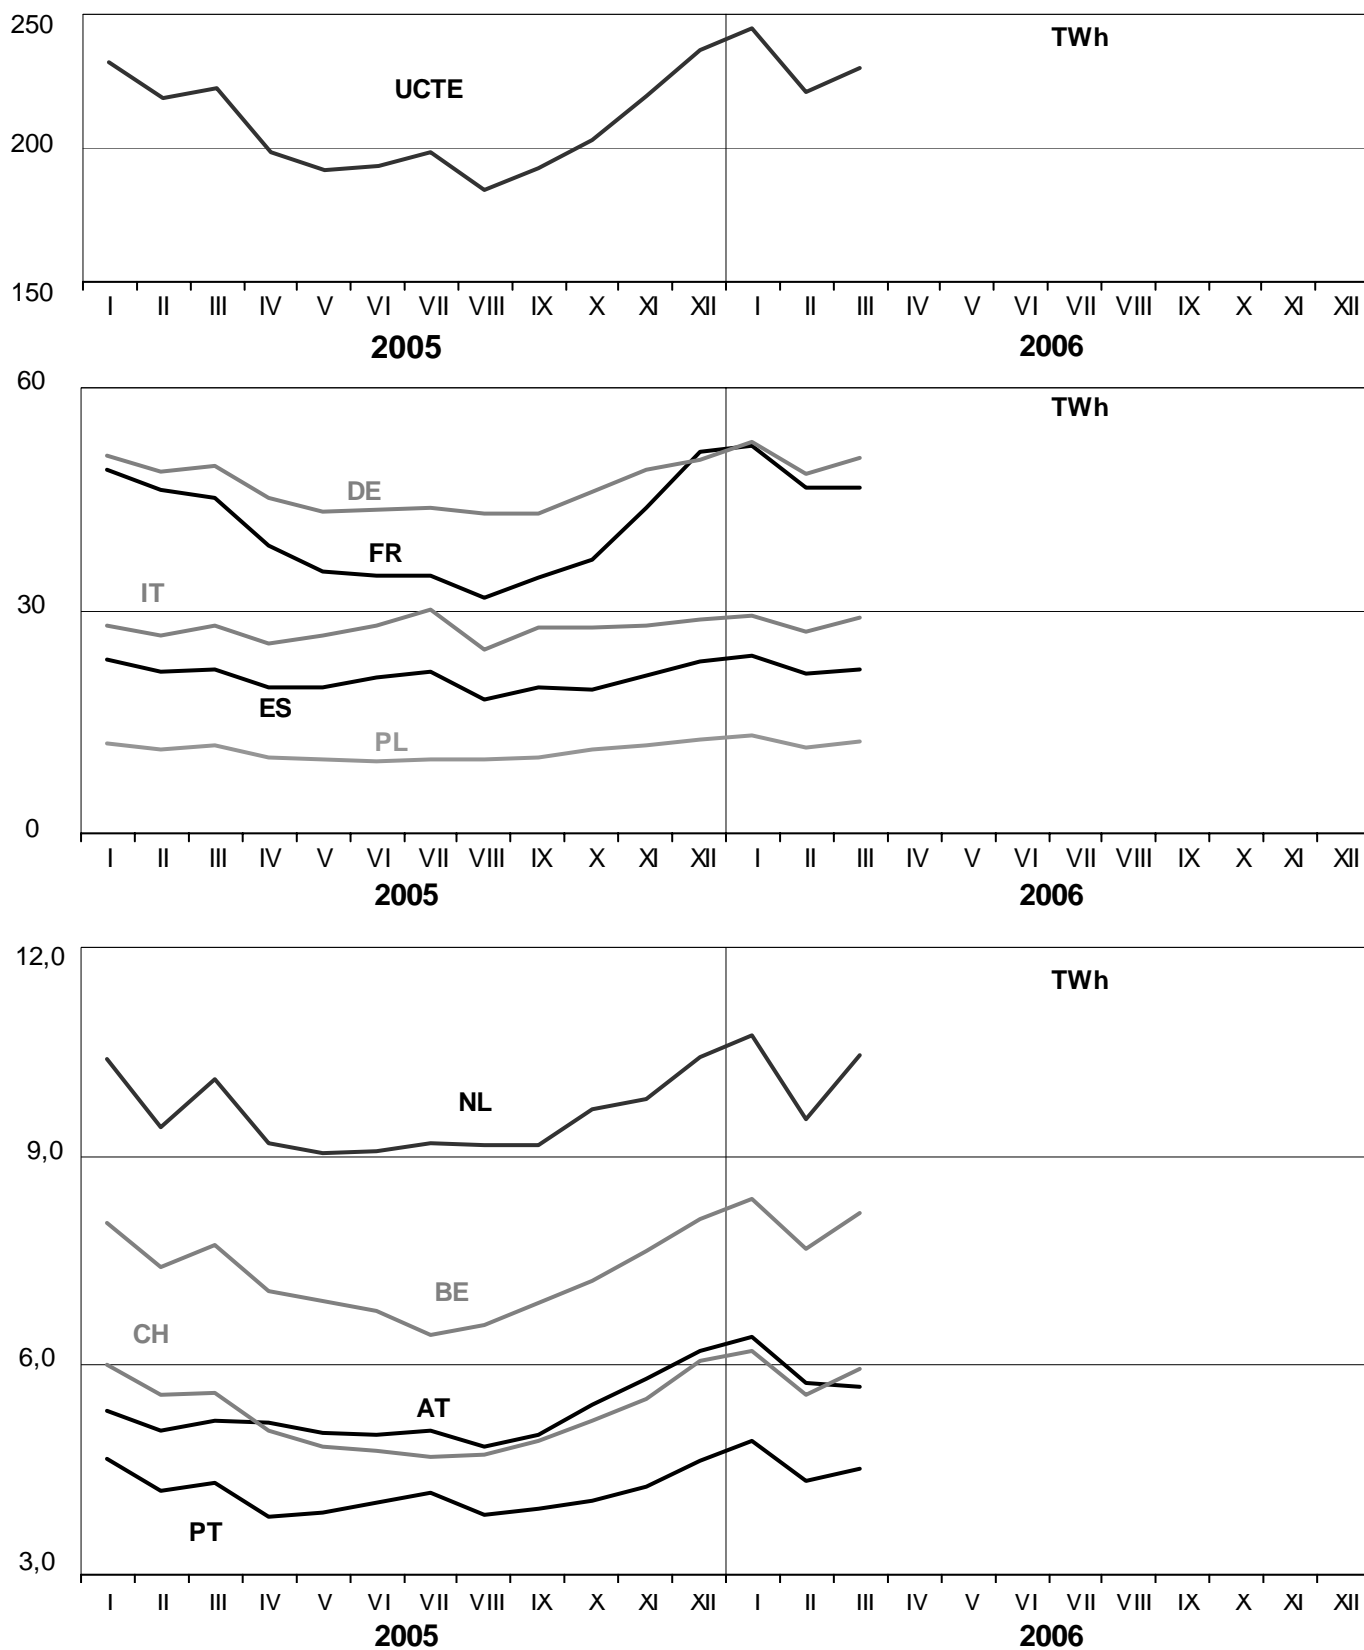 250
TWh
UCTE
200
150
I II III IV V VI VII VIII IX X XI XII I II III IV V VI VII VIII IX X XI XII
2005 2006
60
TWh
DE
FR
IT
30
ES
PL
0
I II III IV V VI VII VIII IX X XI XII I II III IV V VI VII VIII IX X XI XII
2005 2006
12,0
TWh
NL
9,0
BE
CH
6,0
AT
PT
3,0
I II III IV V VI VII VIII IX X XI XII I II III IV V VI VII VIII IX X XI XII
2005 2006